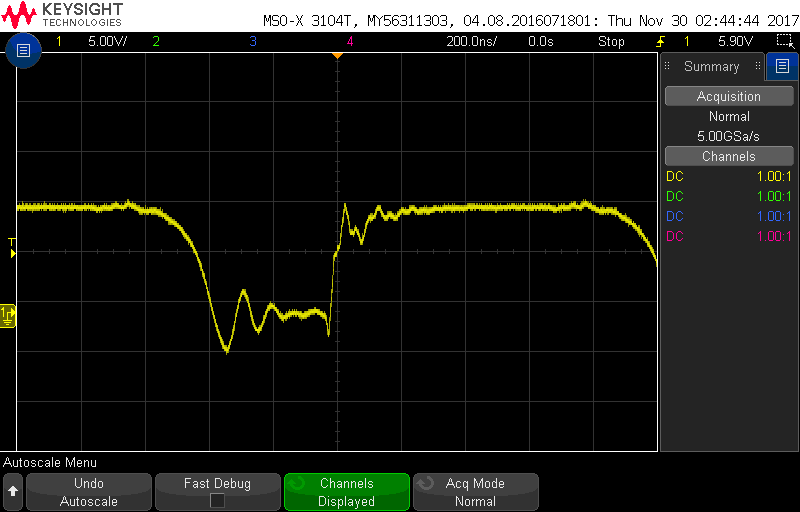 KEYSIGHT
TECHNOLOGIES
MSO-X 3104T, MY56311303, 04.08.2016071801: Thu Nov 30 02:44:44 2017
1 5.00V/ 2 3 4 200.0ns/ 0.0s Stop 1 5.90V
Summary
Acquisition
Normal
5.00GSa/s
Channels
DC 1.00:1
DC 1.00:1
DC 1.00:1
DC 1.00:1
T
1
Autoscale Menu
Undo
Autoscale
Fast Debug
Channels
Displayed
Acq Mode
Normal